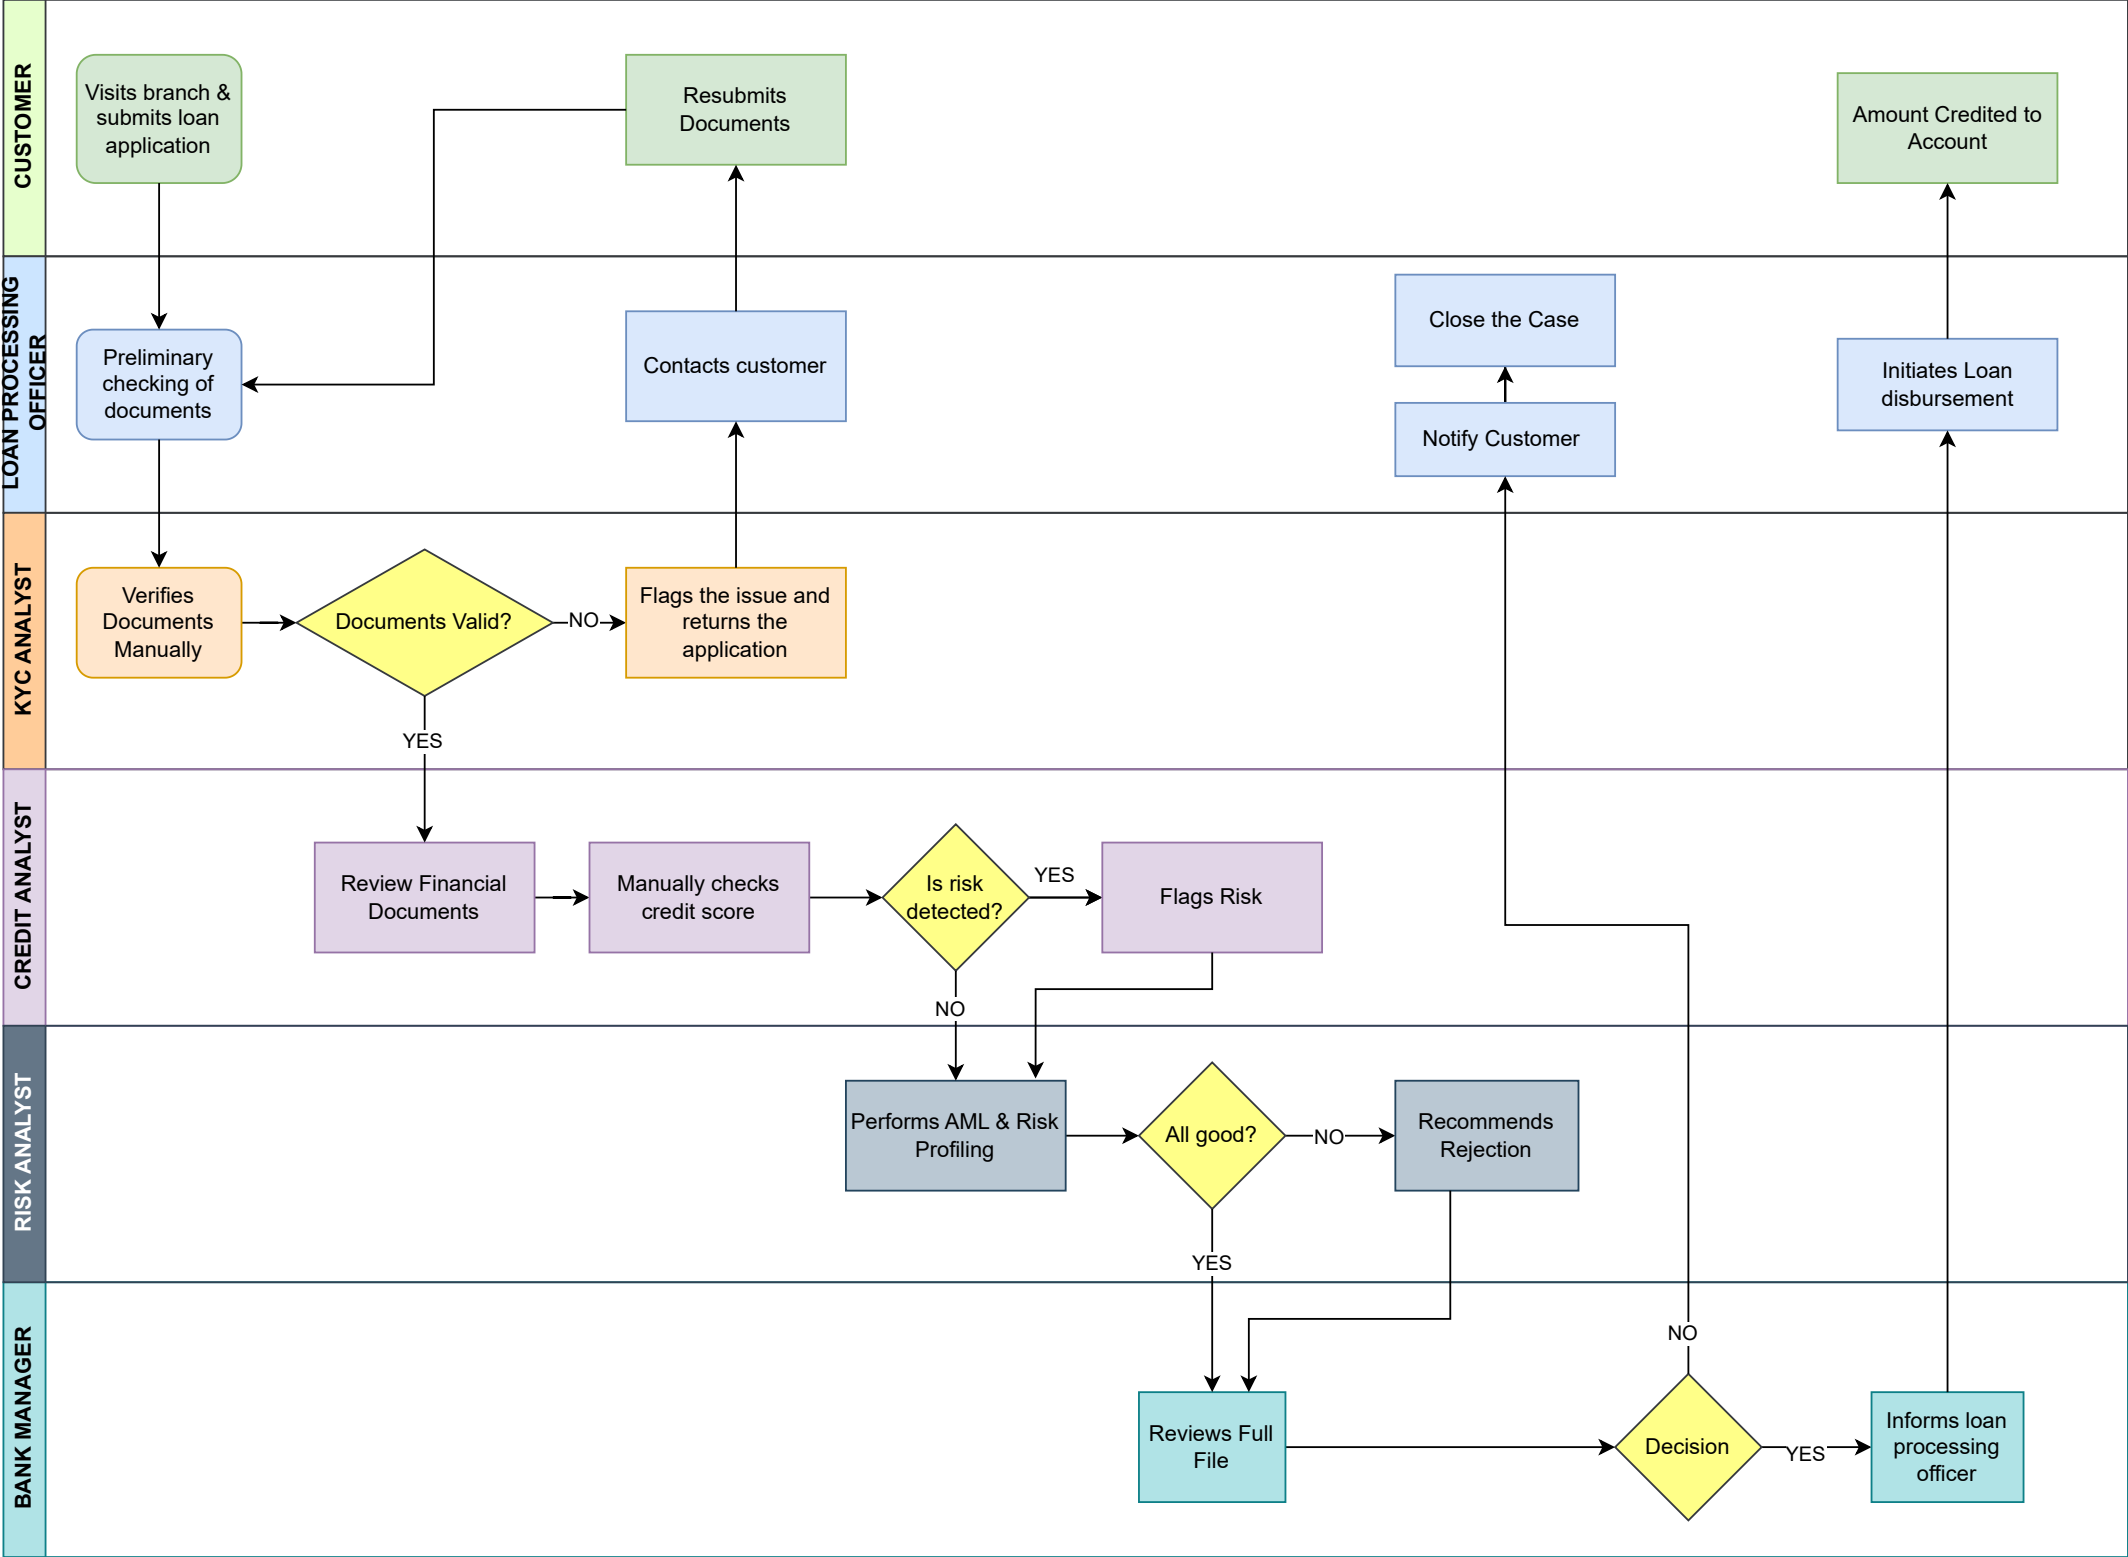 CUSTOMER
Visits branch &
submits loan
application
Resubmits
Documents
Amount Credited to
Account
LOAN PROCESSING
OFFICER
Preliminary
checking of
documents
Contacts customer
Close the Case
Notify Customer
Initiates Loan
disbursement
KYC ANALYST
Verifies
Documents
Manually
Documents Valid?
NO
Flags the issue and
returns the
application
YES
CREDIT ANALYST
Review Financial
Documents
Manually checks
credit score
Is risk
detected?
YES
Flags Risk
NO
RISK ANALYST
Performs AML & Risk
Profiling
All good?
NO
Recommends
Rejection
YES
BANK MANAGER
Reviews Full
File
NO
Decision
YES
Informs loan
processing
officer